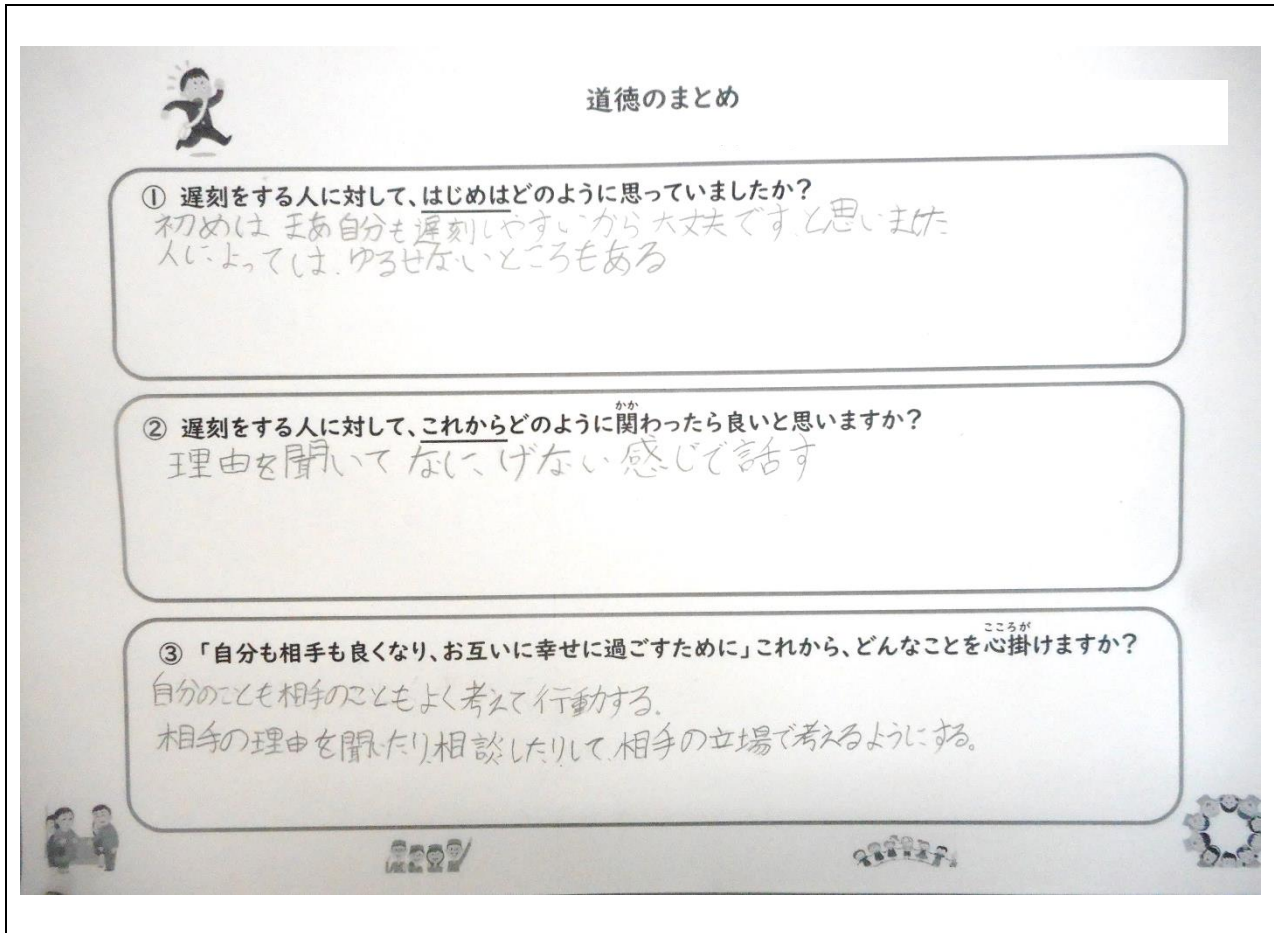 道徳のまとめ
① 遅刻をする人に対して、はじめはどのように思っていましたか?
初めは まあ自分も遅刻しやすいから大丈夫です と思いました
人によっては、ゆるせないところもある
② 遅刻をする人に対して、これからどのように関わったら良いと思いますか?
かか
理由を聞いて なにげない感じで話す
③ 「自分も相手も良くなり、お互いに幸せに過ごすために」これから、どんなことを心掛けますか?
こころが
自分のことも相手のこともよく考えて行動する。
相手の理由を聞いたり、相談したりして、相手の立場で考えるようにする。